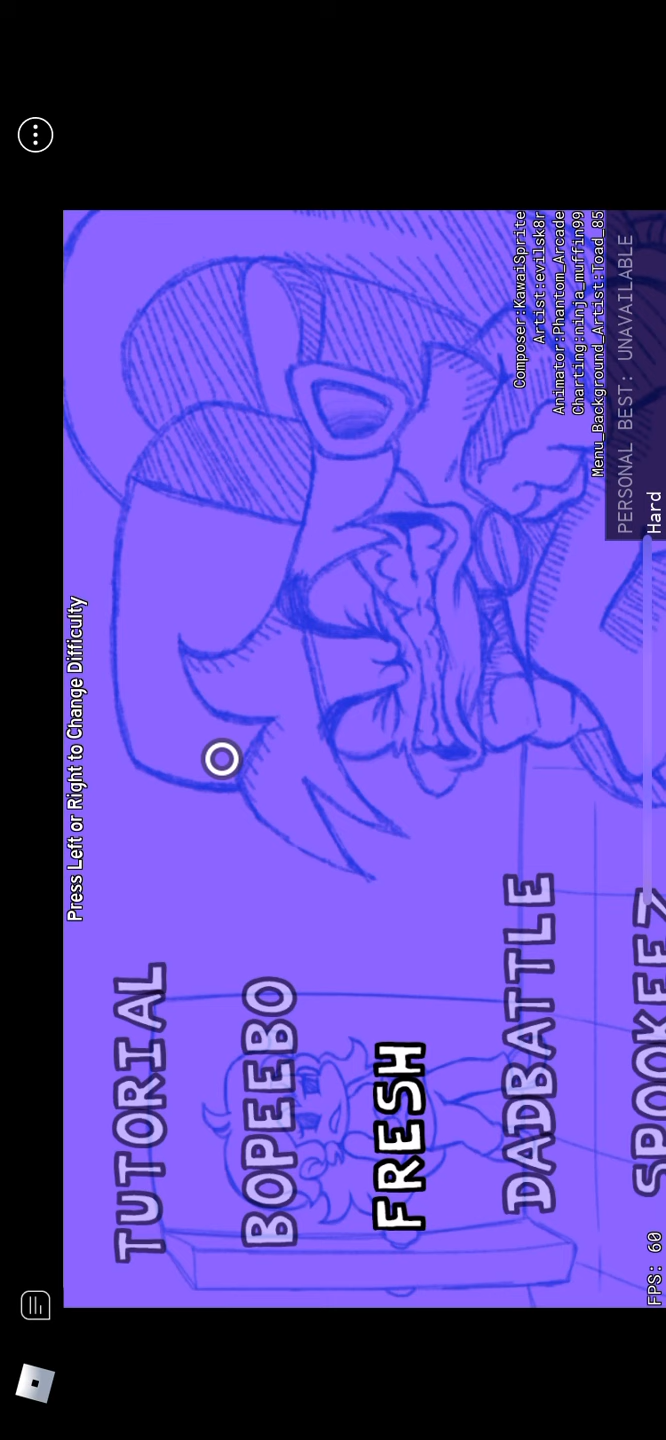 Press Left or Right to Change Difficulty
TUTORIAL
BOPEEBO
FRESH
DADBATTLE
SPOOKEEZ
Composer:KawaiSprite
Artist:evilsk8r
Animator:Phantom_Arcade
Charting:ninja_muffin99
Menu_Background_Artist:Toad_85
PERSONAL BEST: UNAVAILABLE
Hard
FPS: 60